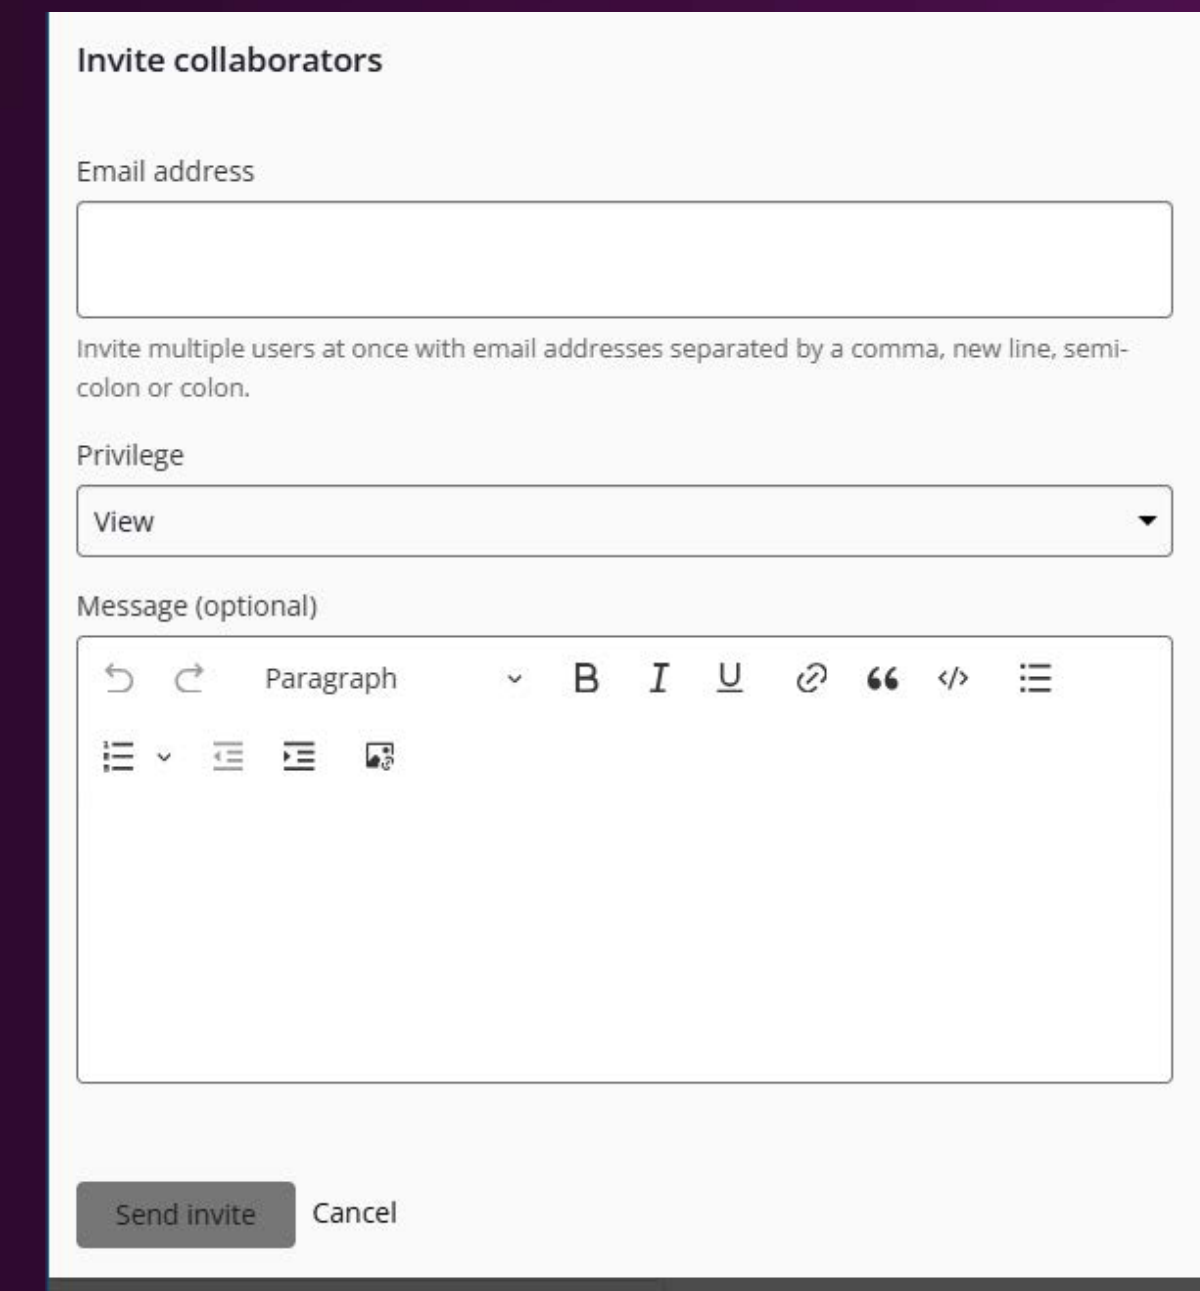 Invite collaborators
Email address
Invite multiple users at once with email addresses separated by a comma, new line, semi-
colon or colon.
Privilege
View
Message (optional)
Paragraph
B I U
Send invite Cancel